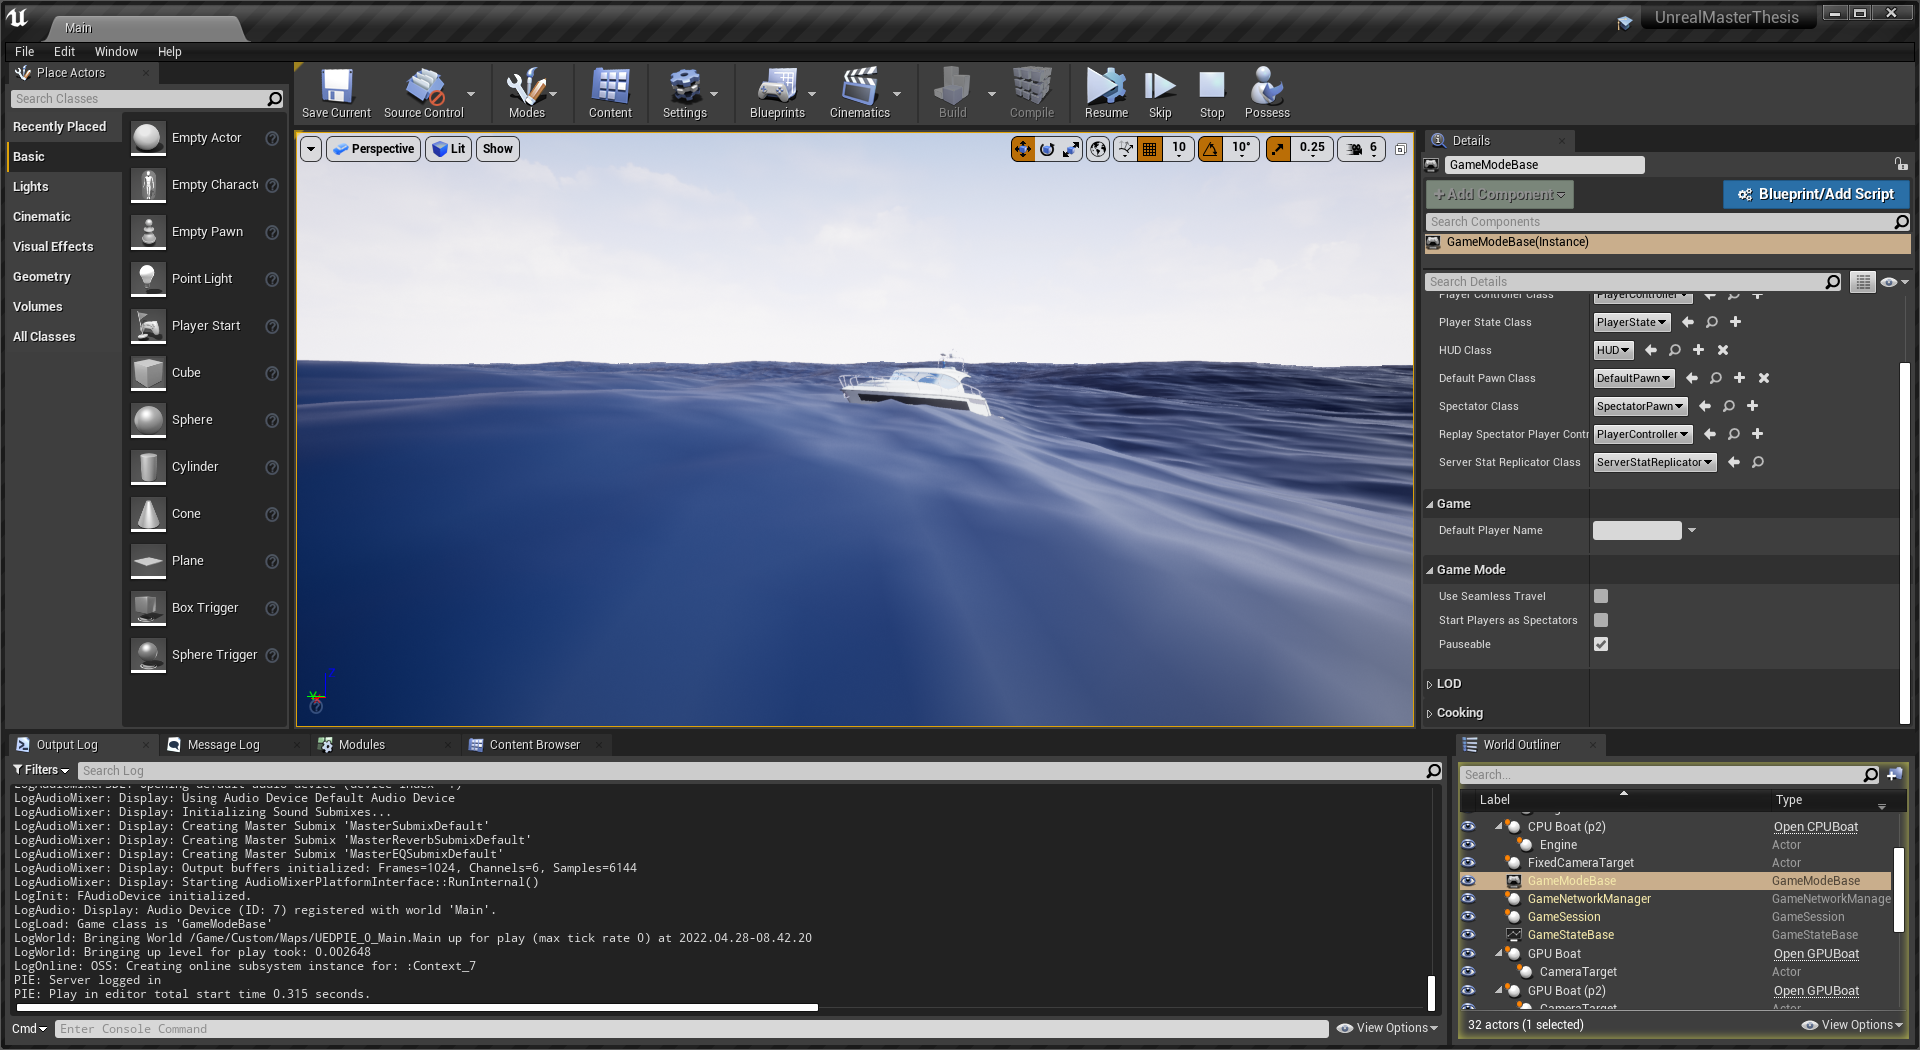 Main
UnrealMasterThesis
File Edit Window Help
Place Actors
Search Classes
Recently Placed
Basic
Lights
Cinematic
Visual Effects
Geometry
Volumes
All Classes
Empty Actor
Empty Charact
Empty Pawn
Point Light
Player Start
Cube
Sphere
Cylinder
Cone
Plane
Box Trigger
Sphere Trigger
Save Current Source Control Modes Content Settings Blueprints Cinematics Build Compile Resume Skip Stop Possess
Perspective Lit Show
10 10° 0.25 6
Details
GameModeBase
+Add Component Blueprint/Add Script
Search Components
GameModeBase(Instance)
Search Details
Player Controller Class PlayerController
Player State Class PlayerState
HUD Class HUD
Default Pawn Class DefaultPawn
Spectator Class SpectatorPawn
Replay Spectator Player Contr PlayerController
Server Stat Replicator Class ServerStatReplicator
Game
Default Player Name
Game Mode
Use Seamless Travel
Start Players as Spectators
Pauseable
LOD
Cooking
Output Log Message Log Modules Content Browser
Filters Search Log
LogAudioMixer: Display: Using Audio Device Default Audio Device
LogAudioMixer: Display: Initializing Sound Submixes...
LogAudioMixer: Display: Creating Master Submix 'MasterSubmixDefault'
LogAudioMixer: Display: Creating Master Submix 'MasterReverbSubmixDefault'
LogAudioMixer: Display: Creating Master Submix 'MasterEQSubmixDefault'
LogAudioMixer: Display: Output buffers initialized: Frames=1024, Channels=6, Samples=6144
LogAudioMixer: Display: Starting AudioMixerPlatformInterface::RunInternal()
LogInit: FAudioDevice initialized.
LogAudio: Display: Audio Device (ID: 7) registered with world 'Main'.
LogLoad: Game class is 'GameModeBase'
LogWorld: Bringing World /Game/Custom/Maps/UEDPIE_0_Main.Main up for play (max tick rate 0) at 2022.04.28-08.42.20
LogWorld: Bringing up level for play took: 0.002648
LogOnline: OSS: Creating online subsystem instance for: :Context_7
PIE: Server logged in
PIE: Play in editor total start time 0.315 seconds.
Cmd Enter Console Command View Options
World Outliner
Search...
Label Type
CPU Boat (p2) Open CPUBoat
Engine Actor
FixedCameraTarget Actor
GameModeBase GameModeBase
GameNetworkManager GameNetworkManage
GameSession GameSession
GameStateBase GameStateBase
GPU Boat Open GPUBoat
CameraTarget Actor
GPU Boat (p2) Open GPUBoat
CameraTarget Actor
32 actors (1 selected) View Options